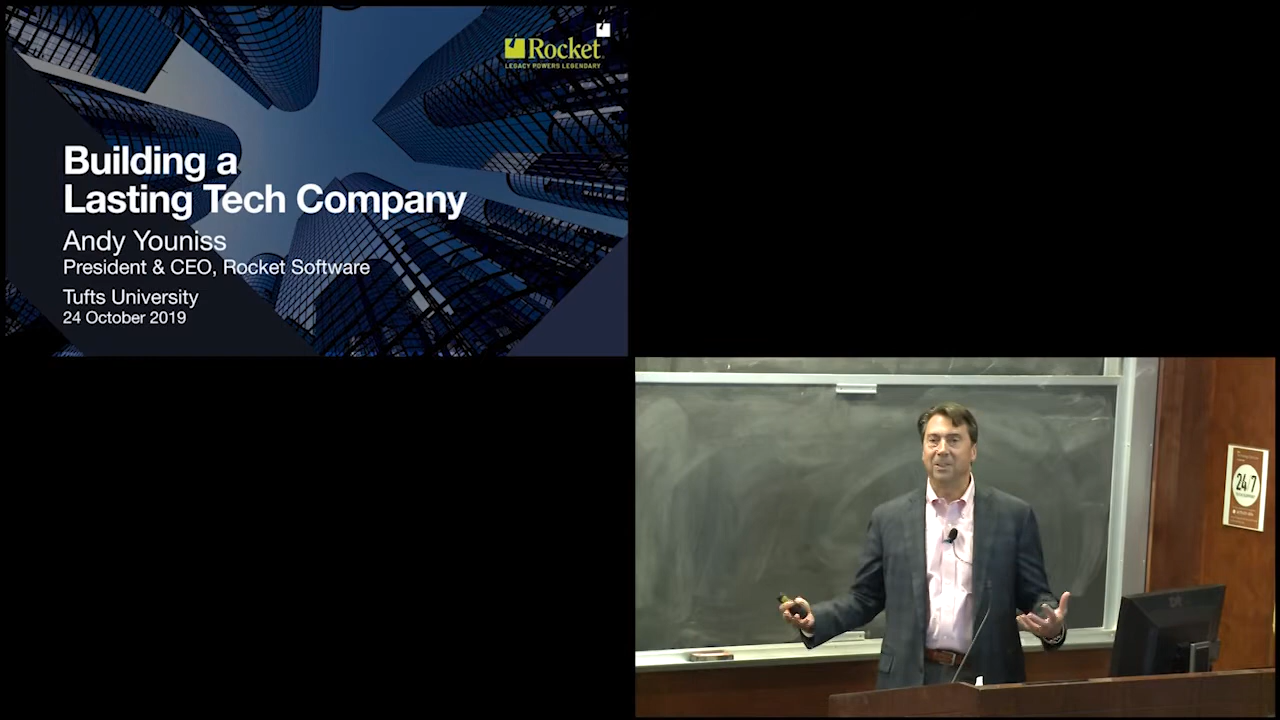 Rocket
LEGACY POWERS LEGENDARY
Building a
Lasting Tech Company
Andy Youniss
President & CEO, Rocket Software
Tufts University
24 October 2019
24/7